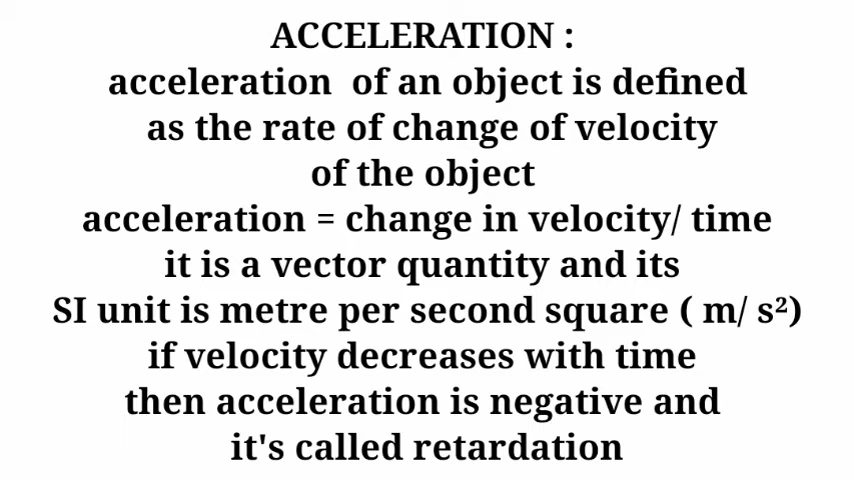 ACCELERATION :
acceleration  of an object is defined
as the rate of change of velocity
of the object
acceleration = change in velocity/ time
it is a vector quantity and its
SI unit is metre per second square ( m/ s²)
if velocity decreases with time
then acceleration is negative and
it's called retardation